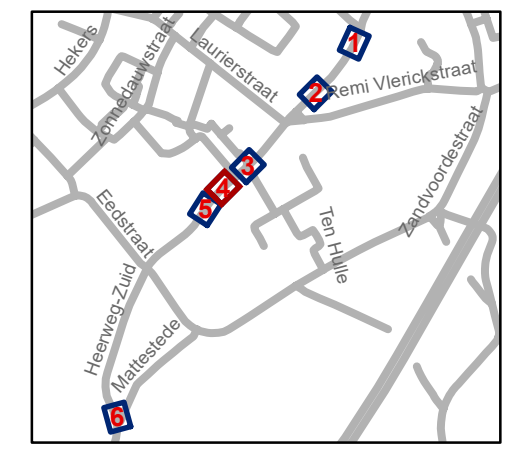 1
Hekers
Zonnedauwstraat
Laurierstraat
2
Remi Vlerickstraat
3
4
5
Zandvoordestraat
Eedstraat
Ten Hulle
Heerweg-Zuid
Mattestede
6